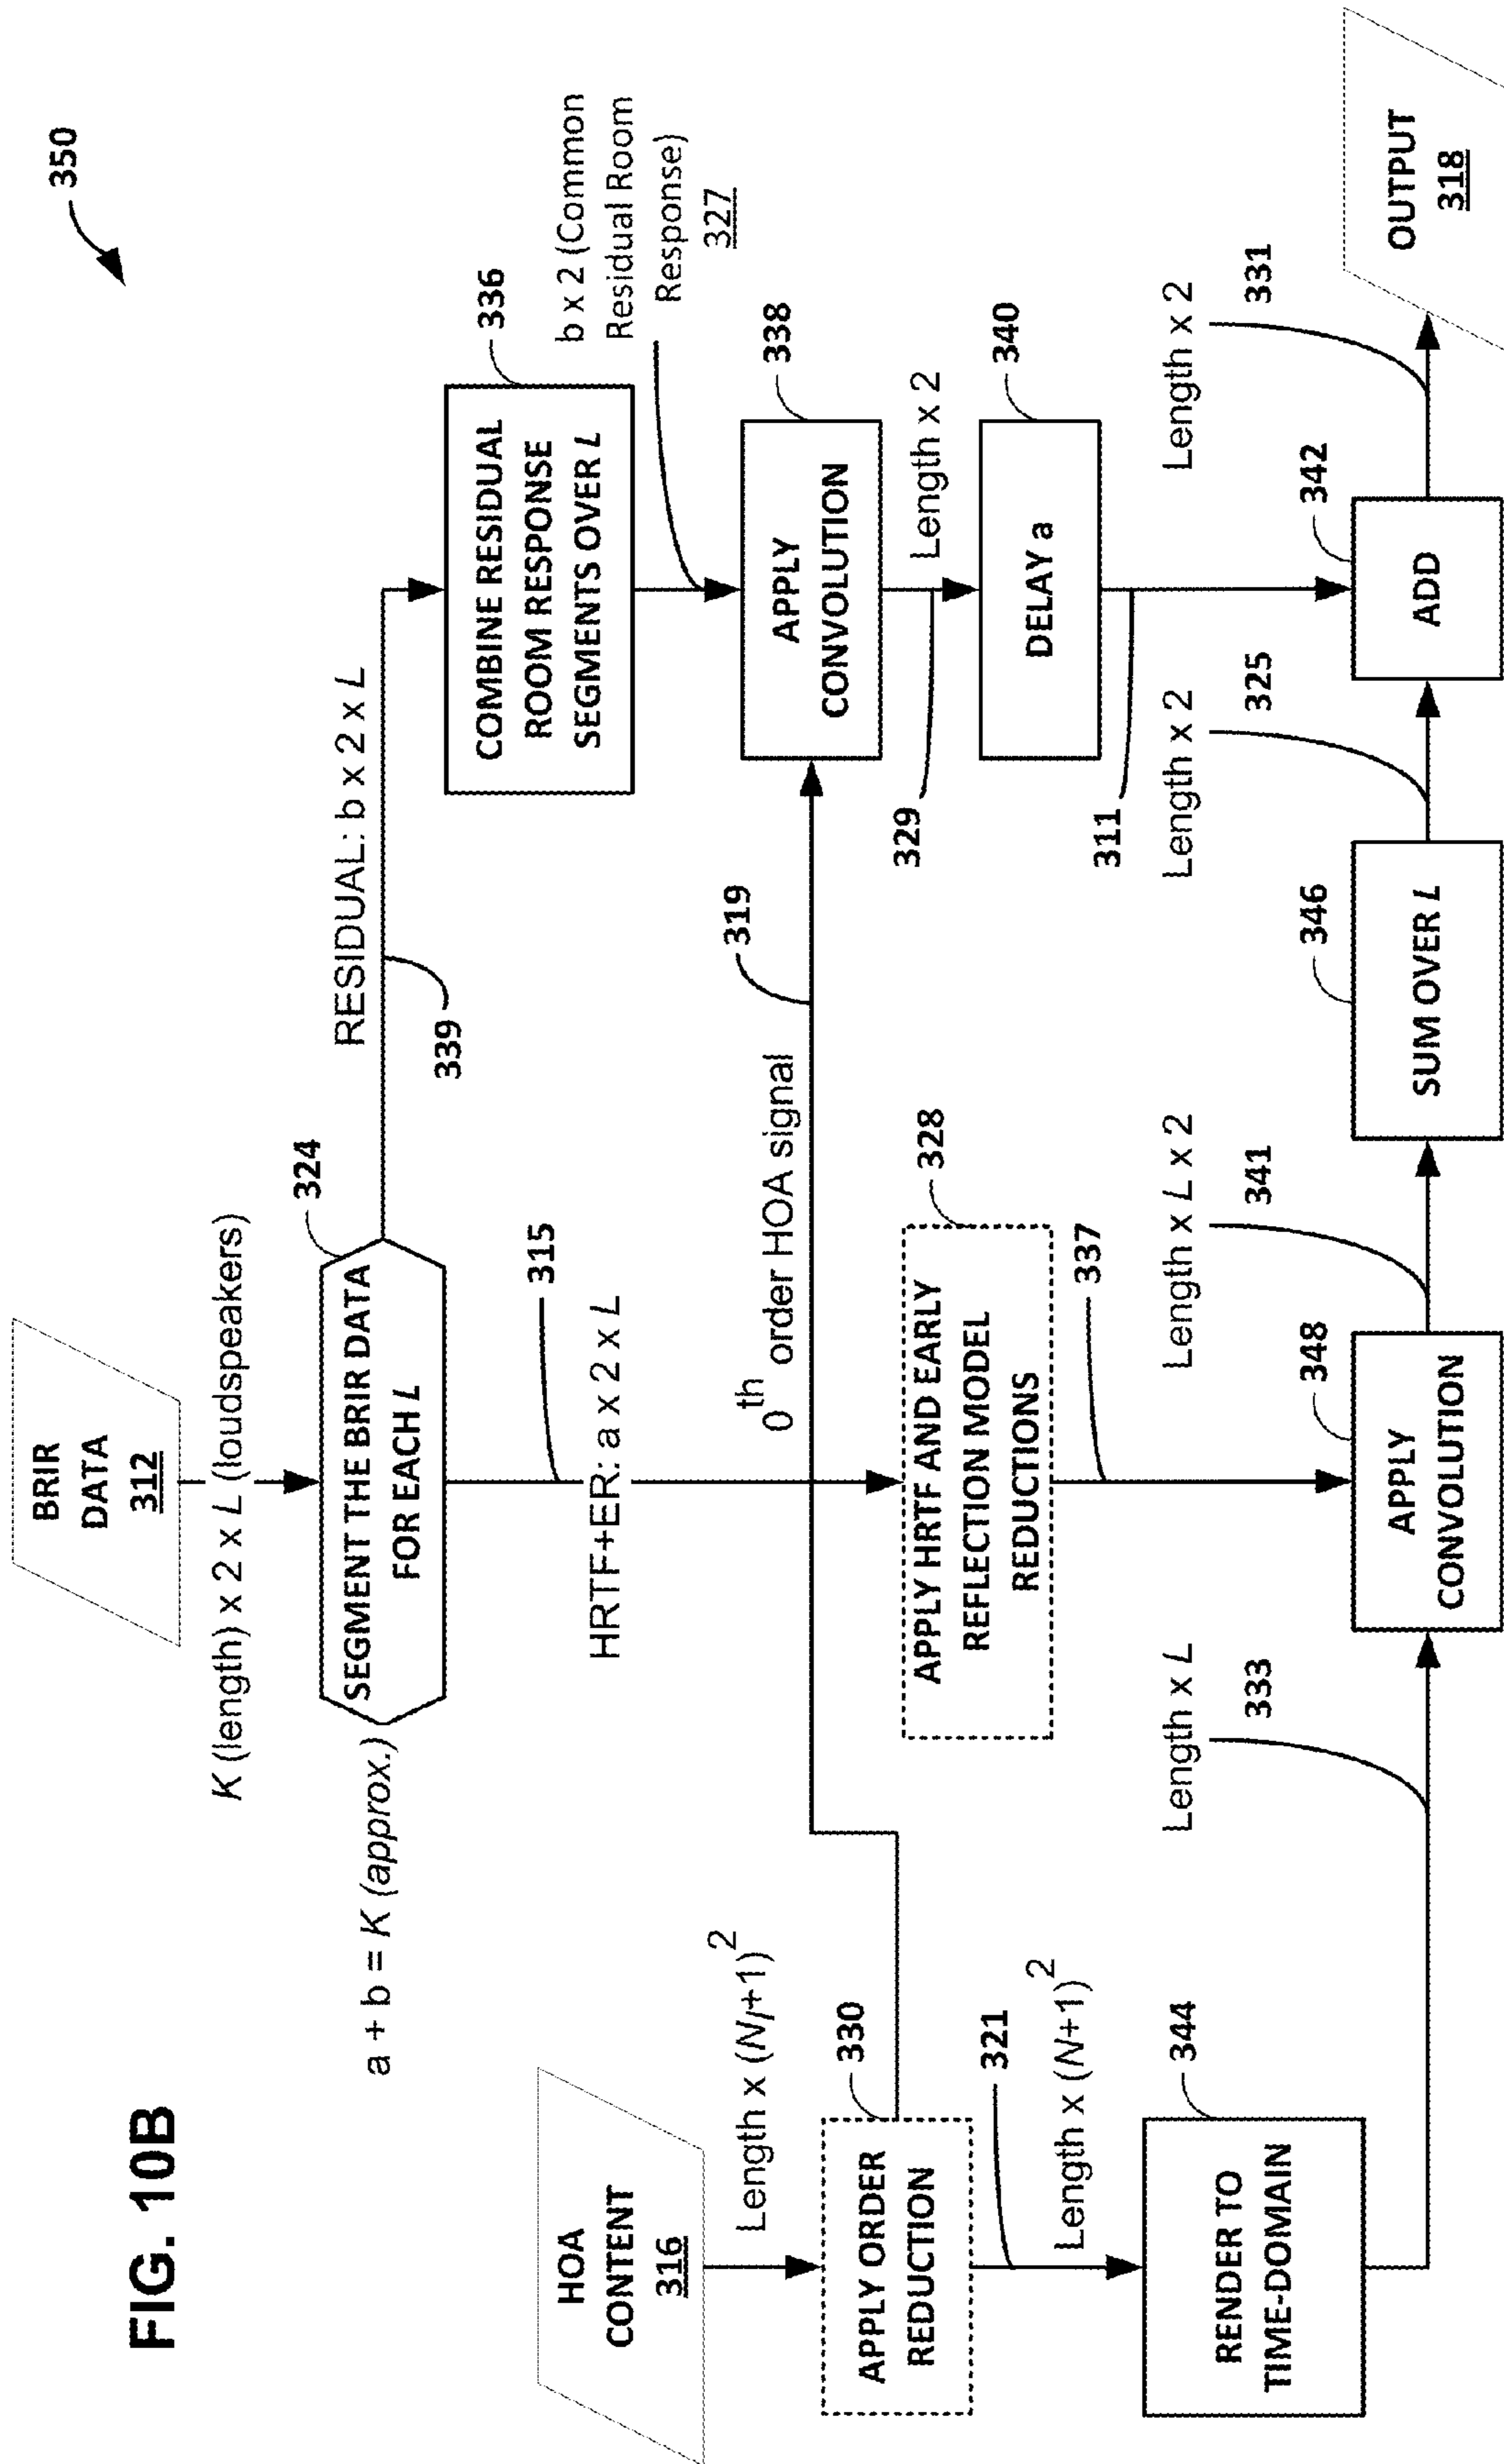 FIG. 10B
350
BRIR
DATA
312
K (length) x 2 x L (loudspeakers)
a + b = K (approx.)
SEGMENT THE BRIR DATA
FOR EACH L
324
RESIDUAL: b x 2 x L
339
315
HRTF+ER: a x 2 x L
COMBINE RESIDUAL
ROOM RESPONSE
SEGMENTS OVER L
336
b x 2 (Common
Residual Room
Response)
327
HOA
CONTENT
316
Length x (N_I+1)^2
APPLY ORDER
REDUCTION
330
0th order HOA signal
319
APPLY
CONVOLUTION
338
APPLY HRTF AND EARLY
REFLECTION MODEL
REDUCTIONS
328
329
Length x 2
321
Length x (N+1)^2
337
DELAY a
340
311
RENDER TO
TIME-DOMAIN
344
Length x L
333
Length x L x 2
341
Length x 2
325
Length x 2
331
APPLY
CONVOLUTION
348
SUM OVER L
346
ADD
342
OUTPUT
318